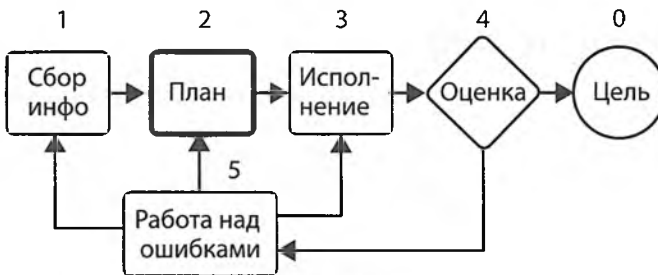 1 2 3 4 0
Сбор
инфо
План
Испол-
нение
Оценка
Цель
5
Работа над
ошибками